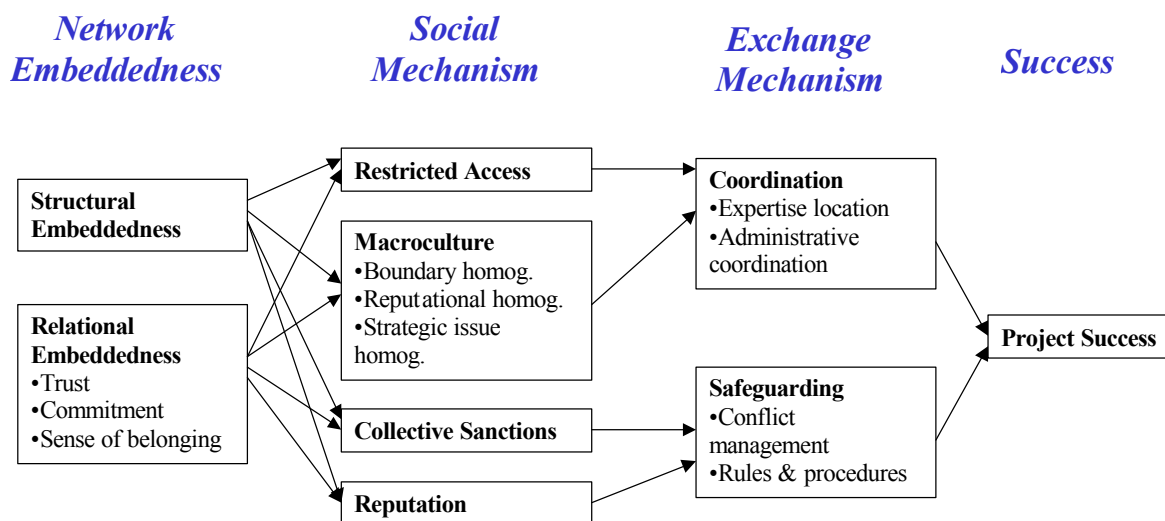 Network
Embeddedness
Social
Mechanism
Exchange
Mechanism
Success
Structural
Embeddedness
Relational
Embeddedness
•Trust
•Commitment
•Sense of belonging
Restricted Access
Macroculture
•Boundary homog.
•Reputational homog.
•Strategic issue
homog.
Collective Sanctions
Reputation
Coordination
•Expertise location
•Administrative
coordination
Safeguarding
•Conflict
management
•Rules & procedures
Project Success